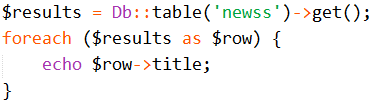 $results = Db::table('newss')->get();
foreach ($results as $row) {
    echo $row->title;
}